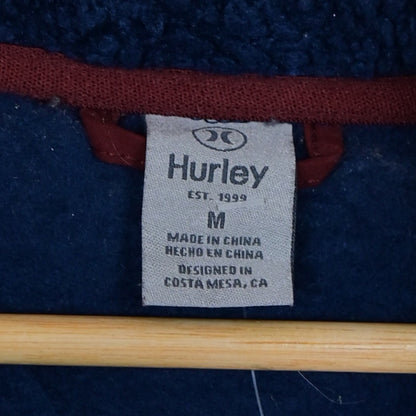 Hurley
EST. 1999
M
MADE IN CHINA
HECHO EN CHINA
DESIGNED IN
COSTA MESA, CA